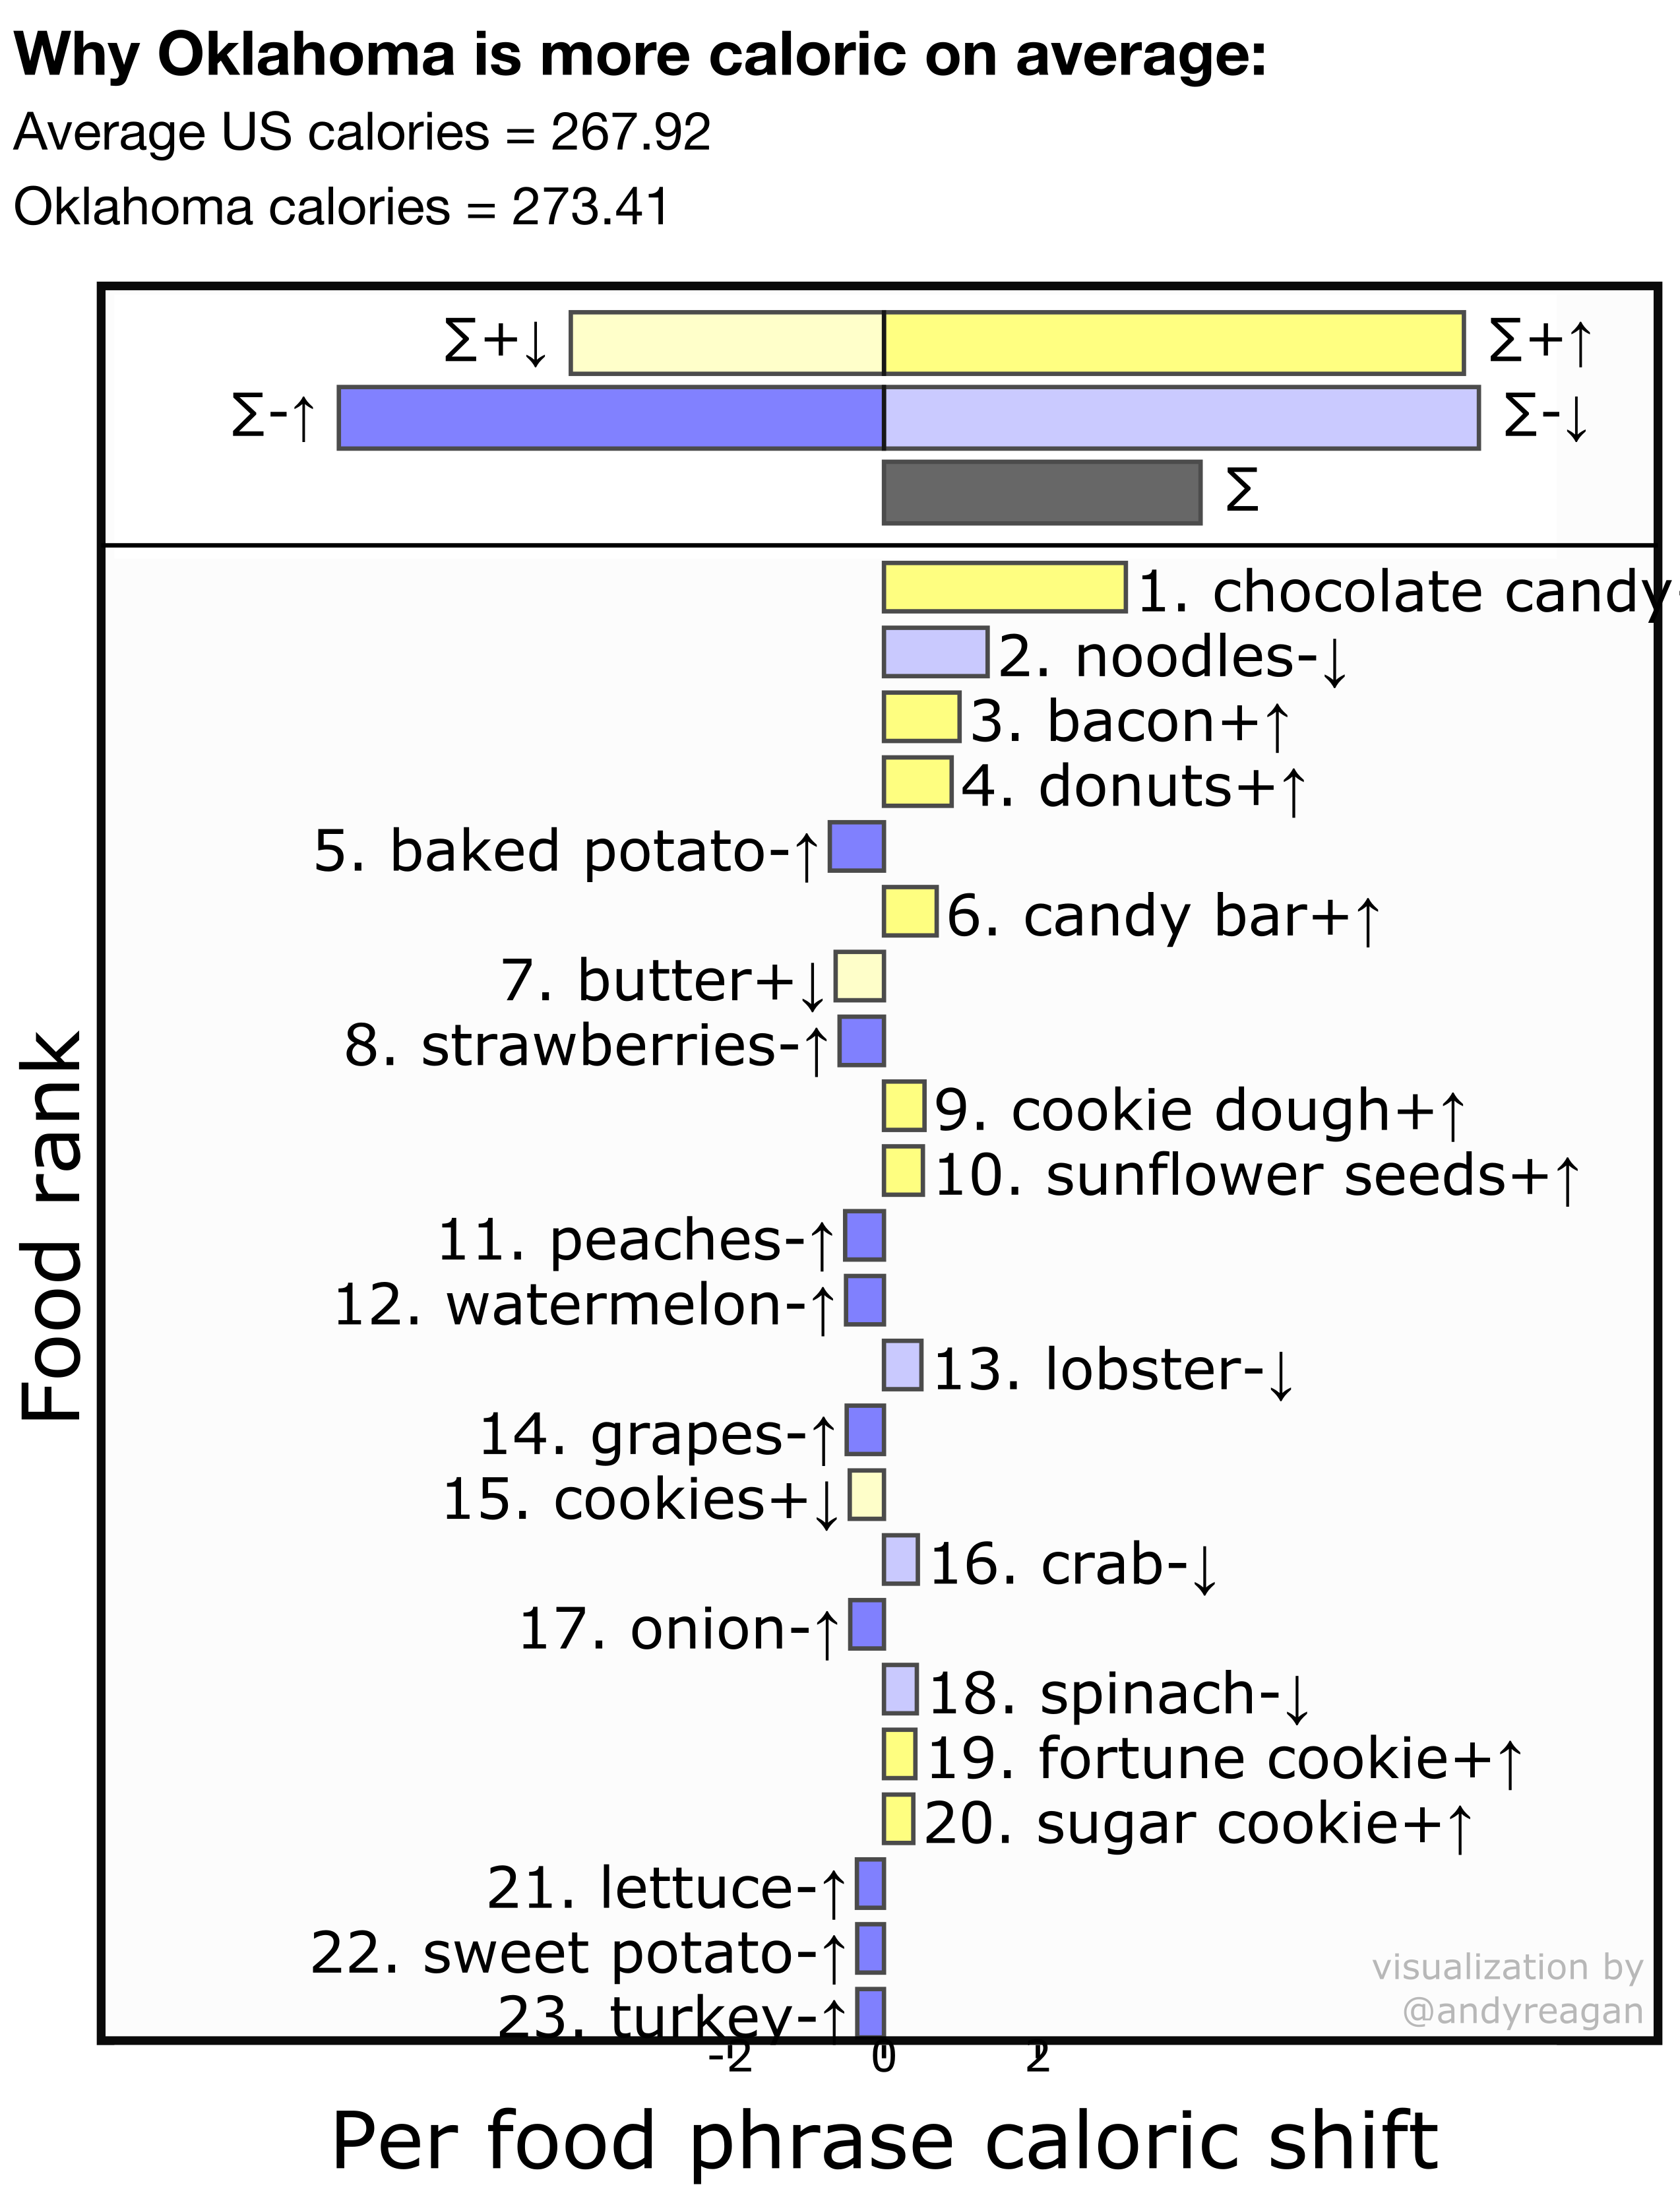 Why Oklahoma is more caloric on average:
Average US calories = 267.92
Oklahoma calories = 273.41
Σ+↓
Σ+↑
Σ-↑
Σ-↓
Σ
1. chocolate candy
2. noodles-↓
3. bacon+↑
4. donuts+↑
5. baked potato-↑
6. candy bar+↑
7. butter+↓
8. strawberries-↑
9. cookie dough+↑
10. sunflower seeds+↑
11. peaches-↑
12. watermelon-↑
13. lobster-↓
14. grapes-↑
15. cookies+↓
16. crab-↓
17. onion-↑
18. spinach-↓
19. fortune cookie+↑
20. sugar cookie+↑
21. lettuce-↑
22. sweet potato-↑
23. turkey-↑
Food rank
visualization by
@andyreagan
-2 0 2
Per food phrase caloric shift